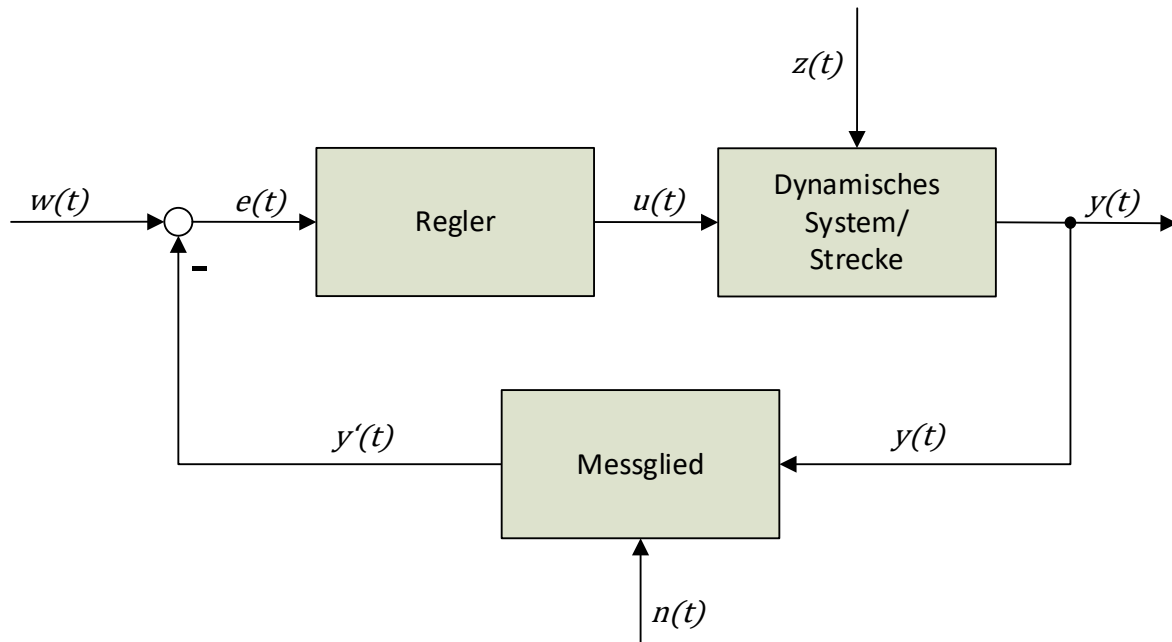 z(t)
w(t)
e(t)
Regler
u(t)
Dynamisches
System/
Strecke
y(t)
-
y‘(t)
Messglied
y(t)
n(t)